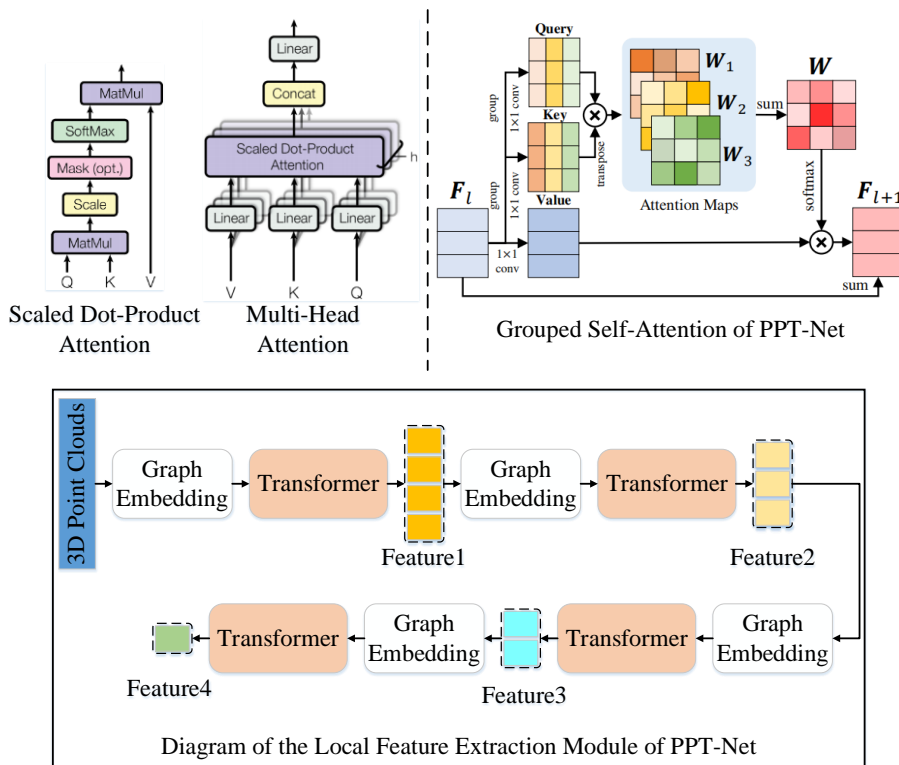 MatMul
SoftMax
Mask (opt.)
Scale
MatMul
Q K V
Scaled Dot-Product
Attention
Linear
Concat
Scaled Dot-Product
Attention
h
Linear Linear Linear
V K Q
Multi-Head
Attention
Query
group
1×1 conv
Key
group
1×1 conv
transpose
Value
1×1
conv
F_l
W_1
W_2
W_3
Attention Maps
sum
W
softmax
F_{l+1}
sum
Grouped Self-Attention of PPT-Net
3D Point Clouds
Graph
Embedding
Transformer
Feature1
Graph
Embedding
Transformer
Feature2
Graph
Embedding
Transformer
Feature3
Graph
Embedding
Transformer
Feature4
Diagram of the Local Feature Extraction Module of PPT-Net